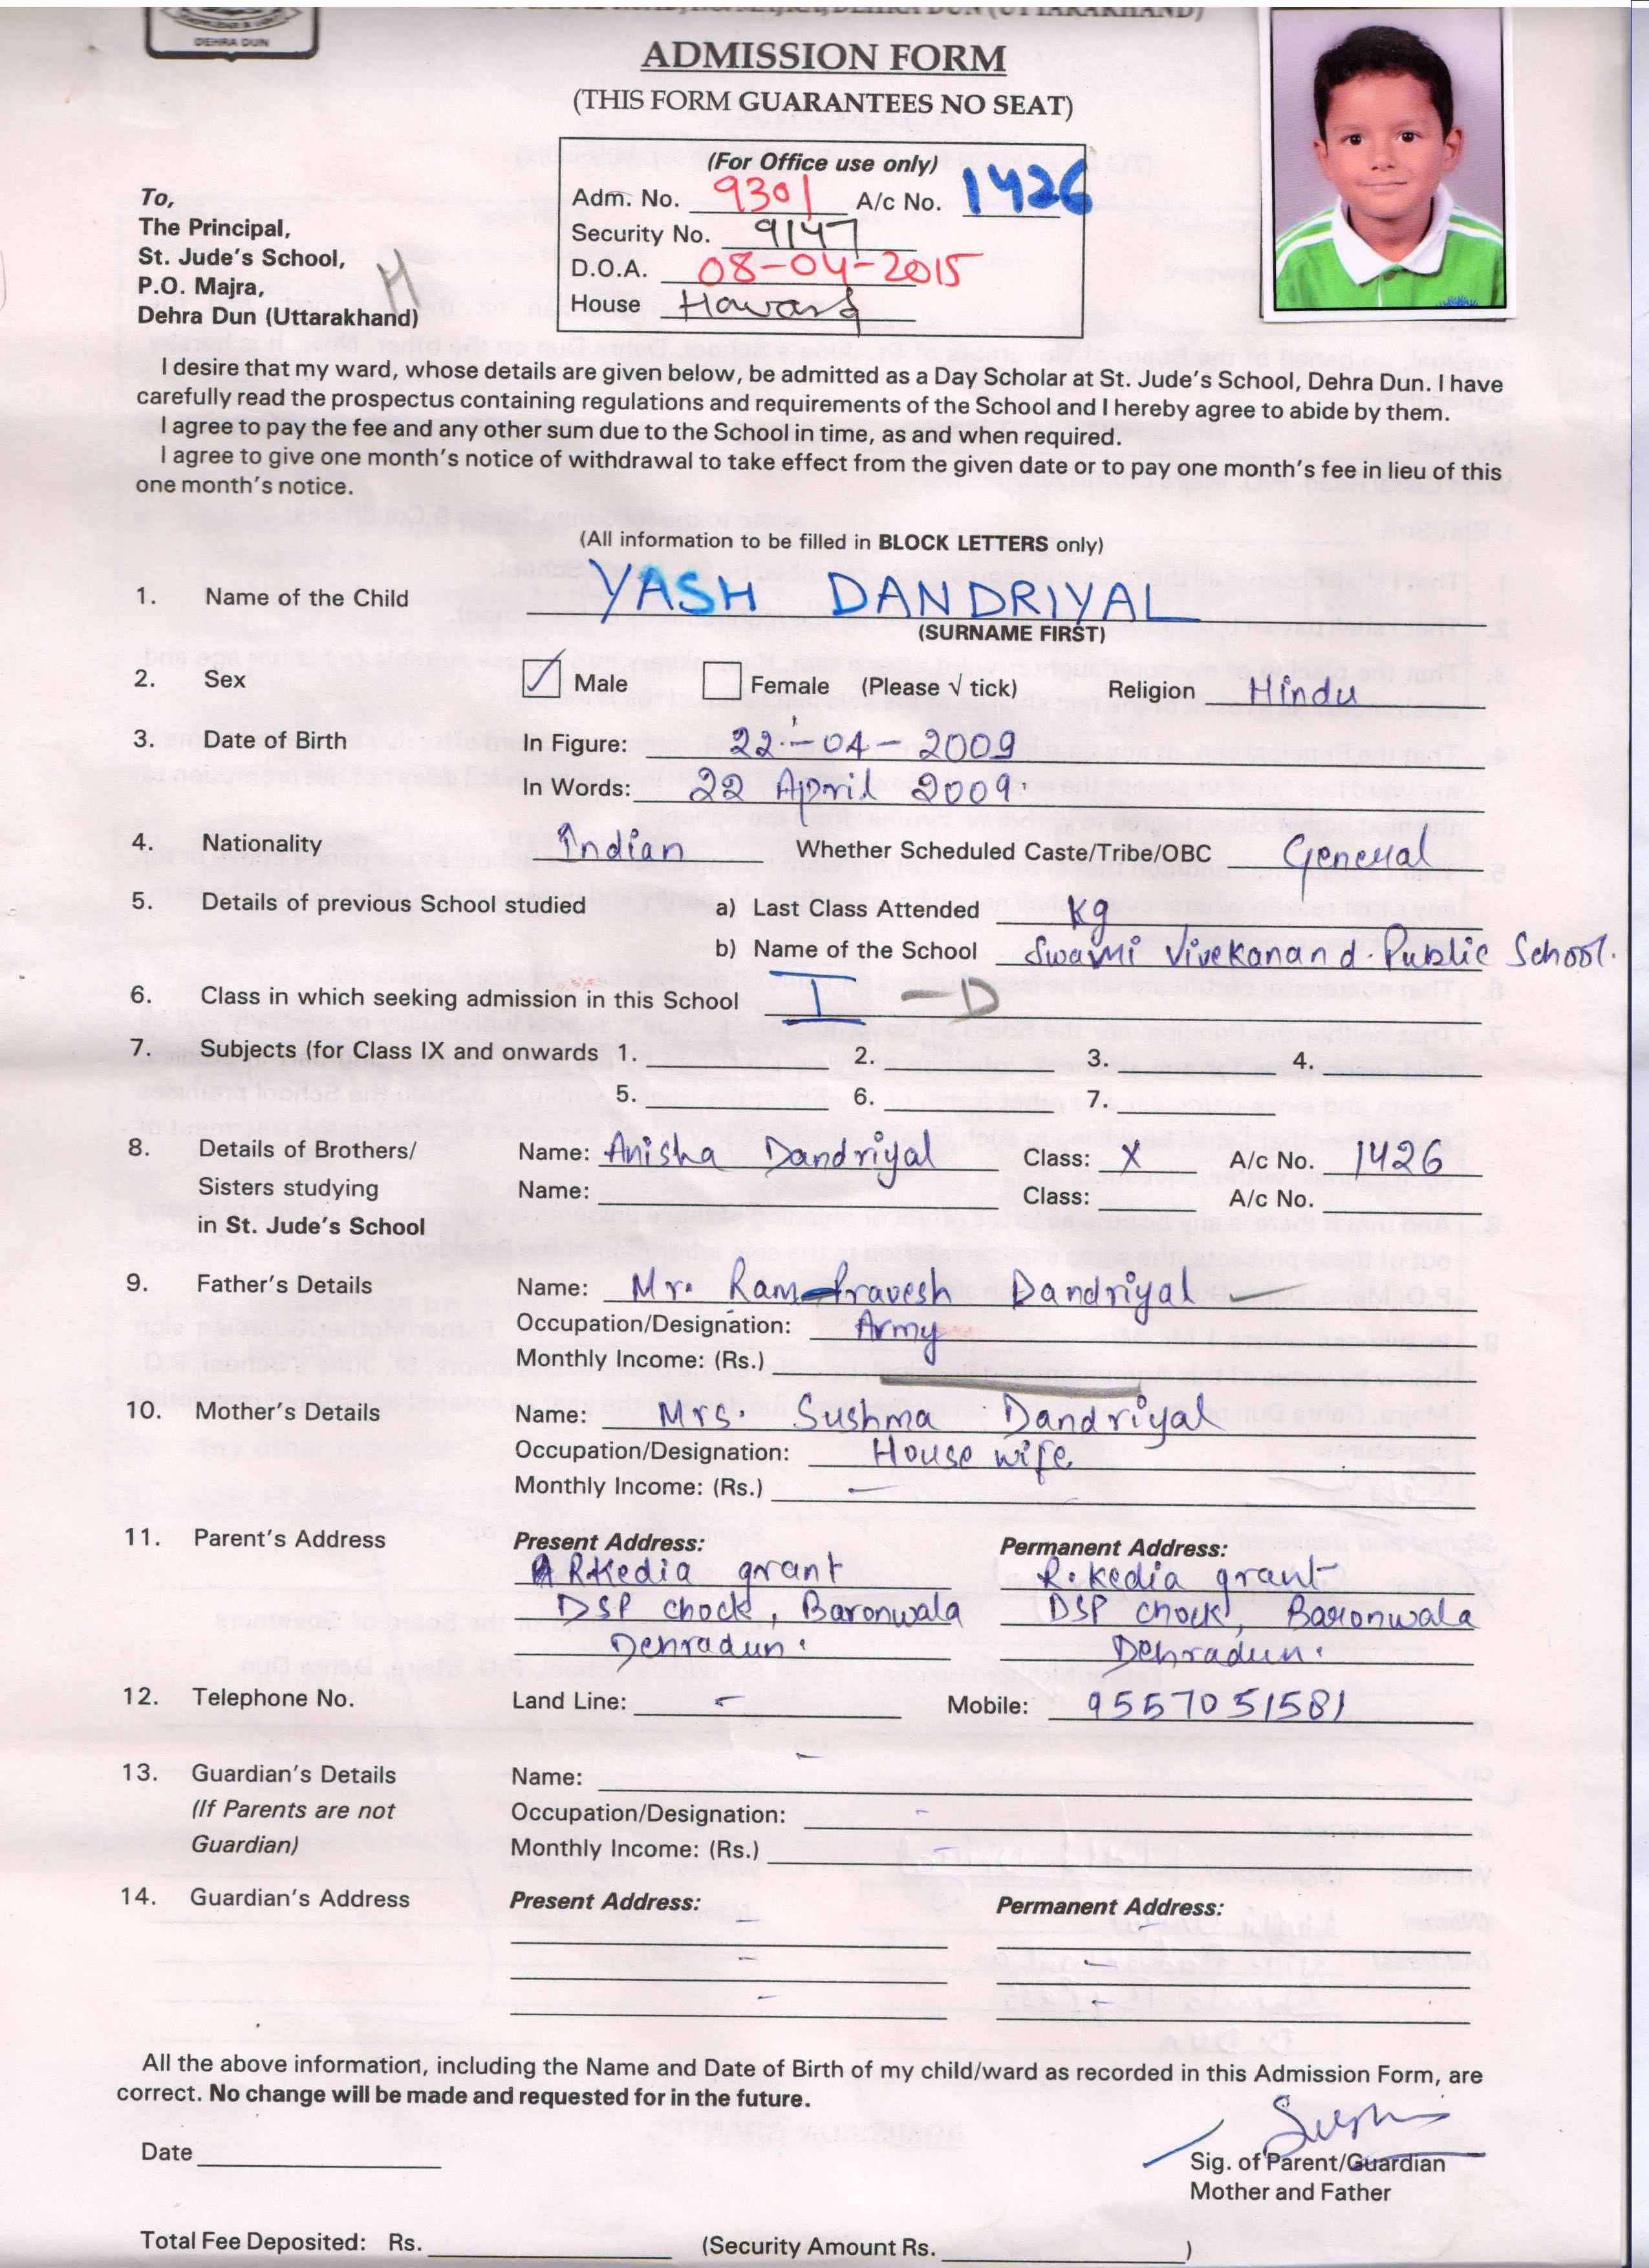 DEHRA DUN
DEHRA DUN (UTTARAKHAND)
ADMISSION FORM
(THIS FORM GUARANTEES NO SEAT)
(For Office use only)
Adm. No. 9301 A/c No. 1426
Security No. 9147
D.O.A. 08-04-2015
House Howard
To,
The Principal,
St. Jude's School,
P.O. Majra,
Dehra Dun (Uttarakhand)
H
I desire that my ward, whose details are given below, be admitted as a Day Scholar at St. Jude's School, Dehra Dun. I have
carefully read the prospectus containing regulations and requirements of the School and I hereby agree to abide by them.
I agree to pay the fee and any other sum due to the School in time, as and when required.
I agree to give one month's notice of withdrawal to take effect from the given date or to pay one month's fee in lieu of this
one month's notice.
(All information to be filled in BLOCK LETTERS only)
1. Name of the Child YASH DANDRIYAL
(SURNAME FIRST)
2. Sex Male Female (Please √ tick) Religion Hindu
3. Date of Birth In Figure: 22-04-2009
In Words: 22 April 2009.
4. Nationality Indian Whether Scheduled Caste/Tribe/OBC General
5. Details of previous School studied a) Last Class Attended Kg
b) Name of the School Swami Vivekanand Public School.
6. Class in which seeking admission in this School I - D
7. Subjects (for Class IX and onwards 1. 2. 3. 4.
5. 6. 7.
8. Details of Brothers/ Name: Anisha Dandriyal Class: X A/c No. 1426
Sisters studying Name: Class: A/c No.
in St. Jude's School
9. Father's Details Name: Mr. Ram Pravesh Dandriyal
Occupation/Designation: Army
Monthly Income: (Rs.)
10. Mother's Details Name: Mrs. Sushma Dandriyal
Occupation/Designation: House wife
Monthly Income: (Rs.) -
11. Parent's Address Present Address: Permanent Address:
RKedia grant R. kedia grant
DSP chock, Baronwala DSP chock, Baronwala
Dehradun. Dehradun.
12. Telephone No. Land Line: - Mobile: 9557051581
13. Guardian's Details Name: -
(If Parents are not Occupation/Designation: -
Guardian) Monthly Income: (Rs.) -
14. Guardian's Address Present Address: Permanent Address:
- -
- -
- -
All the above information, including the Name and Date of Birth of my child/ward as recorded in this Admission Form, are
correct. No change will be made and requested for in the future.
Date
Sig. of Parent/Guardian
Mother and Father
Total Fee Deposited: Rs. (Security Amount Rs. )